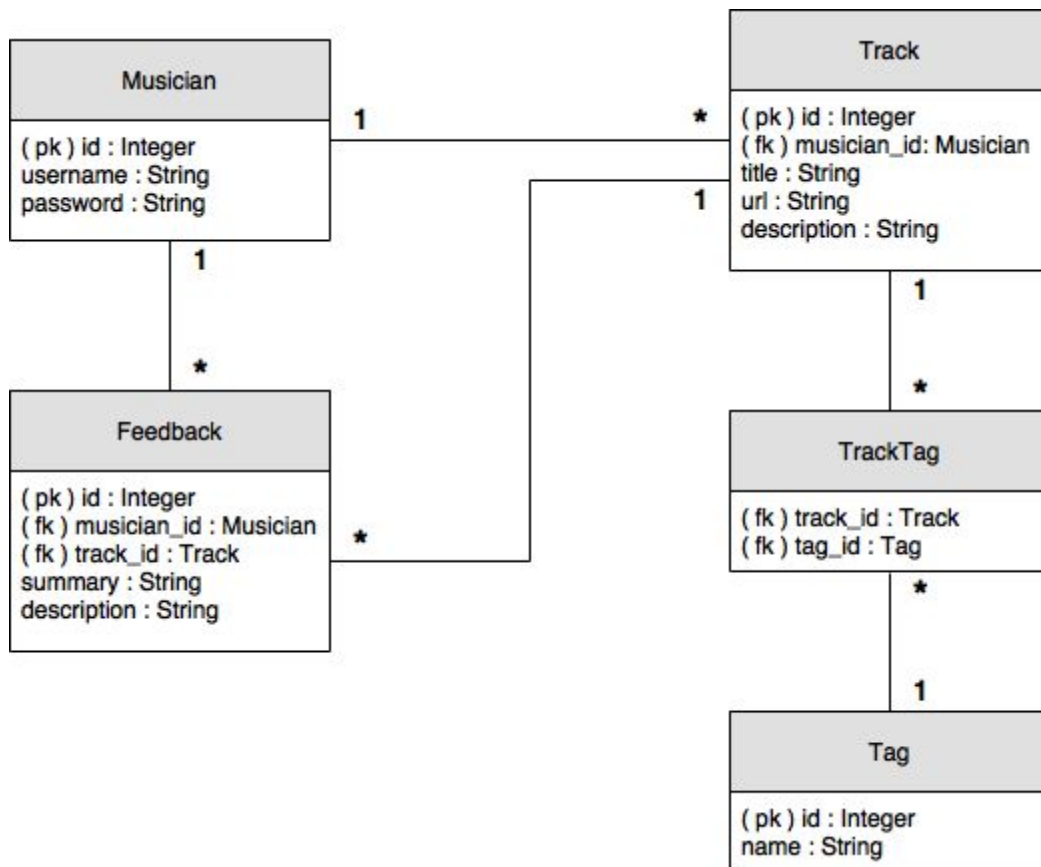 Musician
( pk ) id : Integer
username : String
password : String
1
*
Track
( pk ) id : Integer
( fk ) musician_id: Musician
title : String
url : String
description : String
1
1
*
Feedback
( pk ) id : Integer
( fk ) musician_id : Musician
( fk ) track_id : Track
summary : String
description : String
*
1
*
TrackTag
( fk ) track_id : Track
( fk ) tag_id : Tag
*
1
Tag
( pk ) id : Integer
name : String